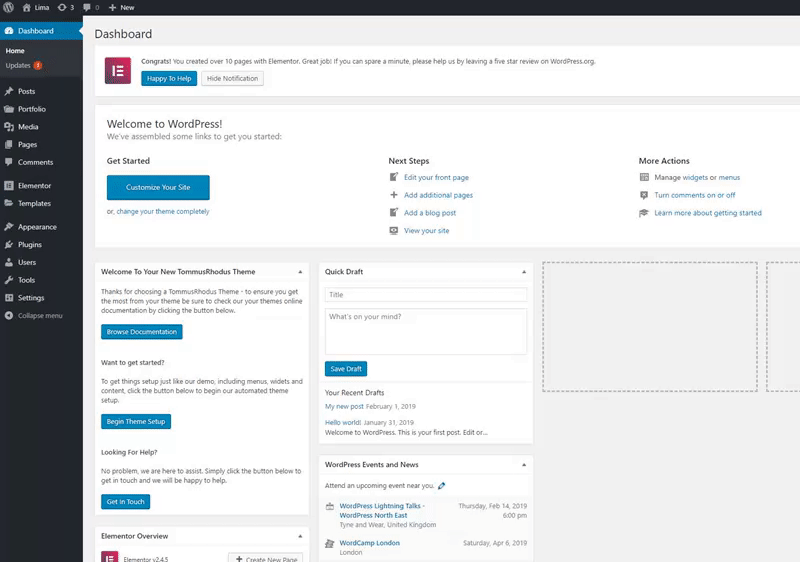 Lima
3
0
New
Dashboard
Home
Updates
Posts
Portfolio
Media
Pages
Comments
Elementor
Templates
Appearance
Plugins
Users
Tools
Settings
Collapse menu
Dashboard
Congrats! You created over 10 pages with Elementor. Great job! If you can spare a minute, please help us by leaving a five star review on WordPress.org.
Happy To Help
Hide Notification
Welcome to WordPress!
We've assembled some links to get you started:
Get Started
Customize Your Site
or, change your theme completely
Next Steps
Edit your front page
Add additional pages
Add a blog post
View your site
More Actions
Manage widgets or menus
Turn comments on or off
Learn more about getting started
Welcome To Your New TommusRhodus Theme
Thanks for choosing a TommusRhodus Theme - to ensure you get
the most from your theme be sure to check our your themes online
documentation by clicking the button below.
Browse Documentation
Want to get started?
To get things setup just like our demo, including menus, widets and
content, click the button below to begin our automated theme
setup.
Begin Theme Setup
Looking For Help?
No problem, we are here to assist. Simply click the button below to
get in touch and we will be happy to help.
Get In Touch
Elementor Overview
Elementor v2.4.5
Create New Page
Quick Draft
Title
What's on your mind?
Save Draft
Your Recent Drafts
My new post February 1, 2019
Hello world! January 31, 2019
Welcome to WordPress. This is your first post. Edit or…
WordPress Events and News
Attend an upcoming event near you.
WordPress Lightning Talks -
WordPress North East
Tyne and Wear, United Kingdom
Thursday, Feb 14, 2019
6:00 pm
WordCamp London
London
Saturday, Apr 6, 2019